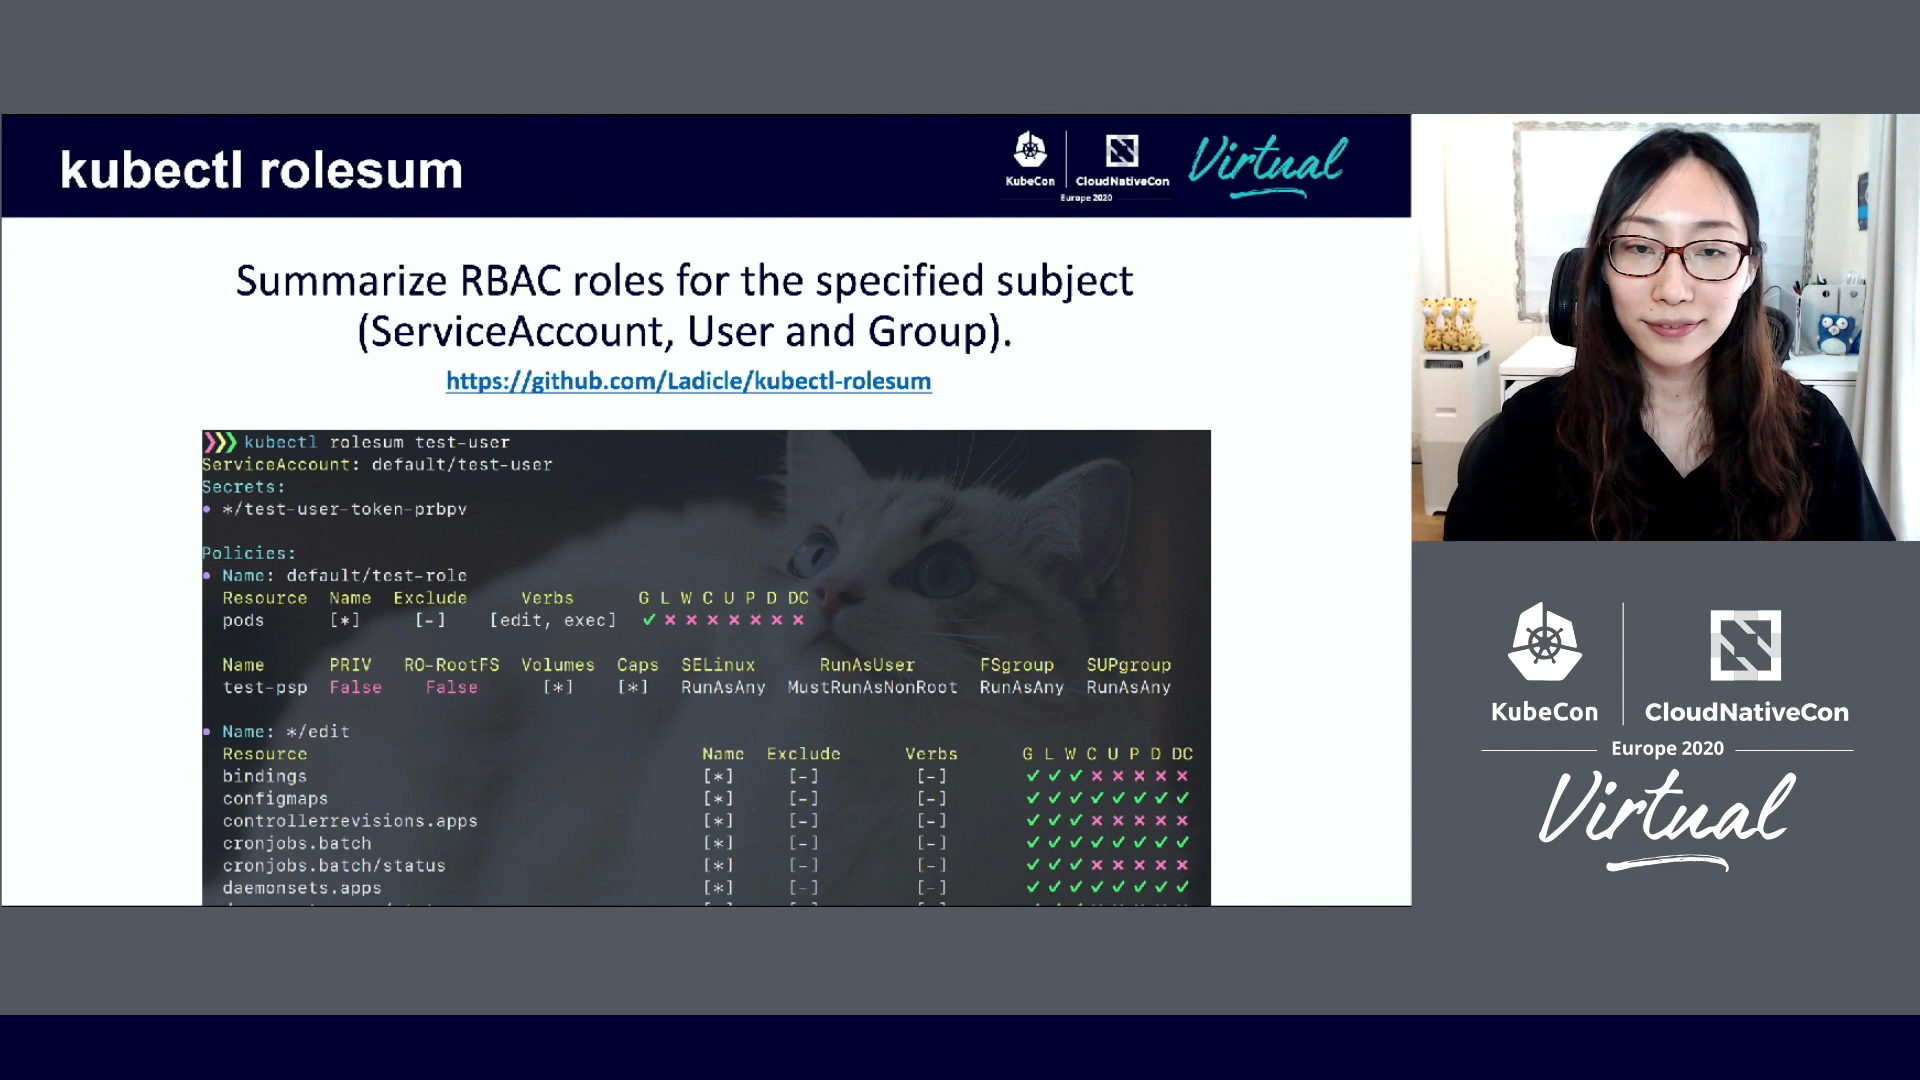 kubectl rolesum
KubeCon
CloudNativeCon
Europe 2020
Virtual
Summarize RBAC roles for the specified subject
(ServiceAccount, User and Group).
https://github.com/Ladicle/kubectl-rolesum
❯❯❯ kubectl rolesum test-user
ServiceAccount: default/test-user
Secrets:
• */test-user-token-prbpv
Policies:
• Name: default/test-role
Resource Name Exclude Verbs G L W C U P D DC
pods [*] [-] [edit, exec] ✓ ✗ ✗ ✗ ✗ ✗ ✗ ✗
Name PRIV RO-RootFS Volumes Caps SELinux RunAsUser FSgroup SUPgroup
test-psp False False [*] [*] RunAsAny MustRunAsNonRoot RunAsAny RunAsAny
• Name: */edit
Resource Name Exclude Verbs G L W C U P D DC
bindings [*] [-] [-] ✓ ✓ ✓ ✗ ✗ ✗ ✗ ✗
configmaps [*] [-] [-] ✓ ✓ ✓ ✓ ✓ ✓ ✓ ✓
controllerrevisions.apps [*] [-] [-] ✓ ✓ ✓ ✗ ✗ ✗ ✗ ✗
cronjobs.batch [*] [-] [-] ✓ ✓ ✓ ✓ ✓ ✓ ✓ ✓
cronjobs.batch/status [*] [-] [-] ✓ ✓ ✓ ✗ ✗ ✗ ✗ ✗
daemonsets.apps [*] [-] [-] ✓ ✓ ✓ ✓ ✓ ✓ ✓ ✓
KubeCon
CloudNativeCon
Europe 2020
Virtual